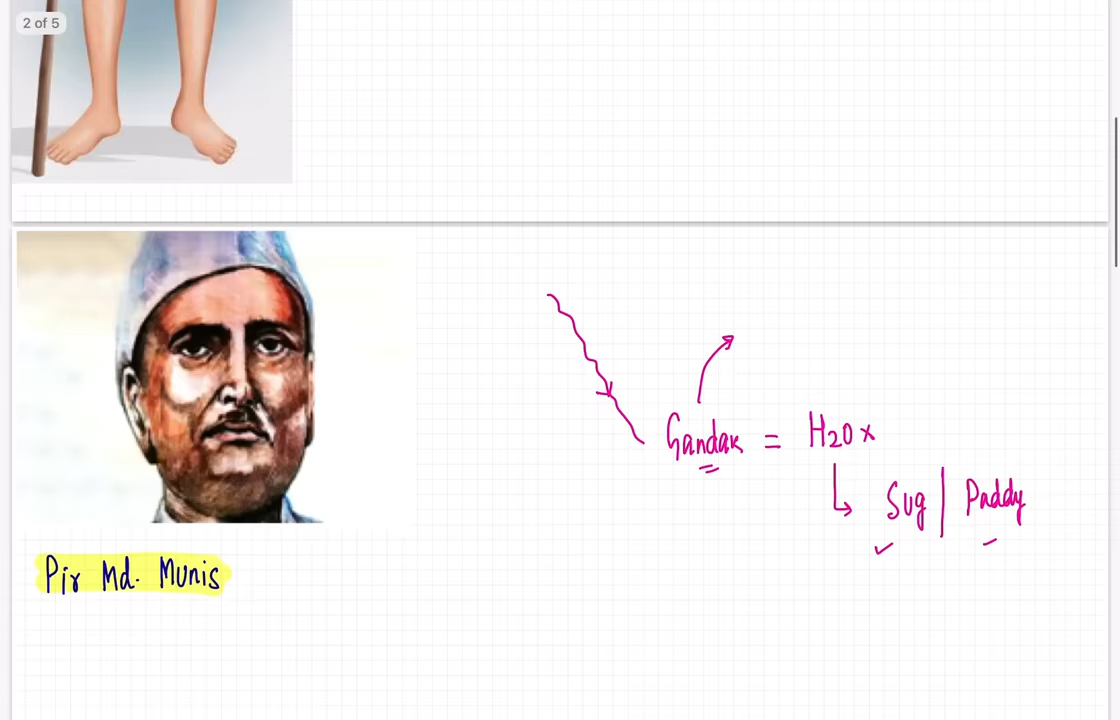 2 of 5
Gandak = H2O x
Sug | Paddy
Pir Md. Munis